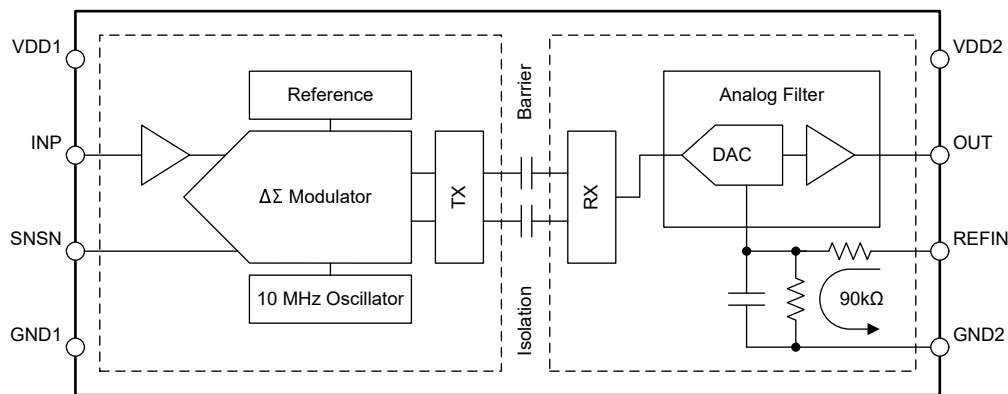 VDD1
INP
SNSN
GND1
Reference
ΔΣ Modulator
10 MHz Oscillator
TX
Barrier
Isolation
RX
Analog Filter
DAC
90kΩ
VDD2
OUT
REFIN
GND2